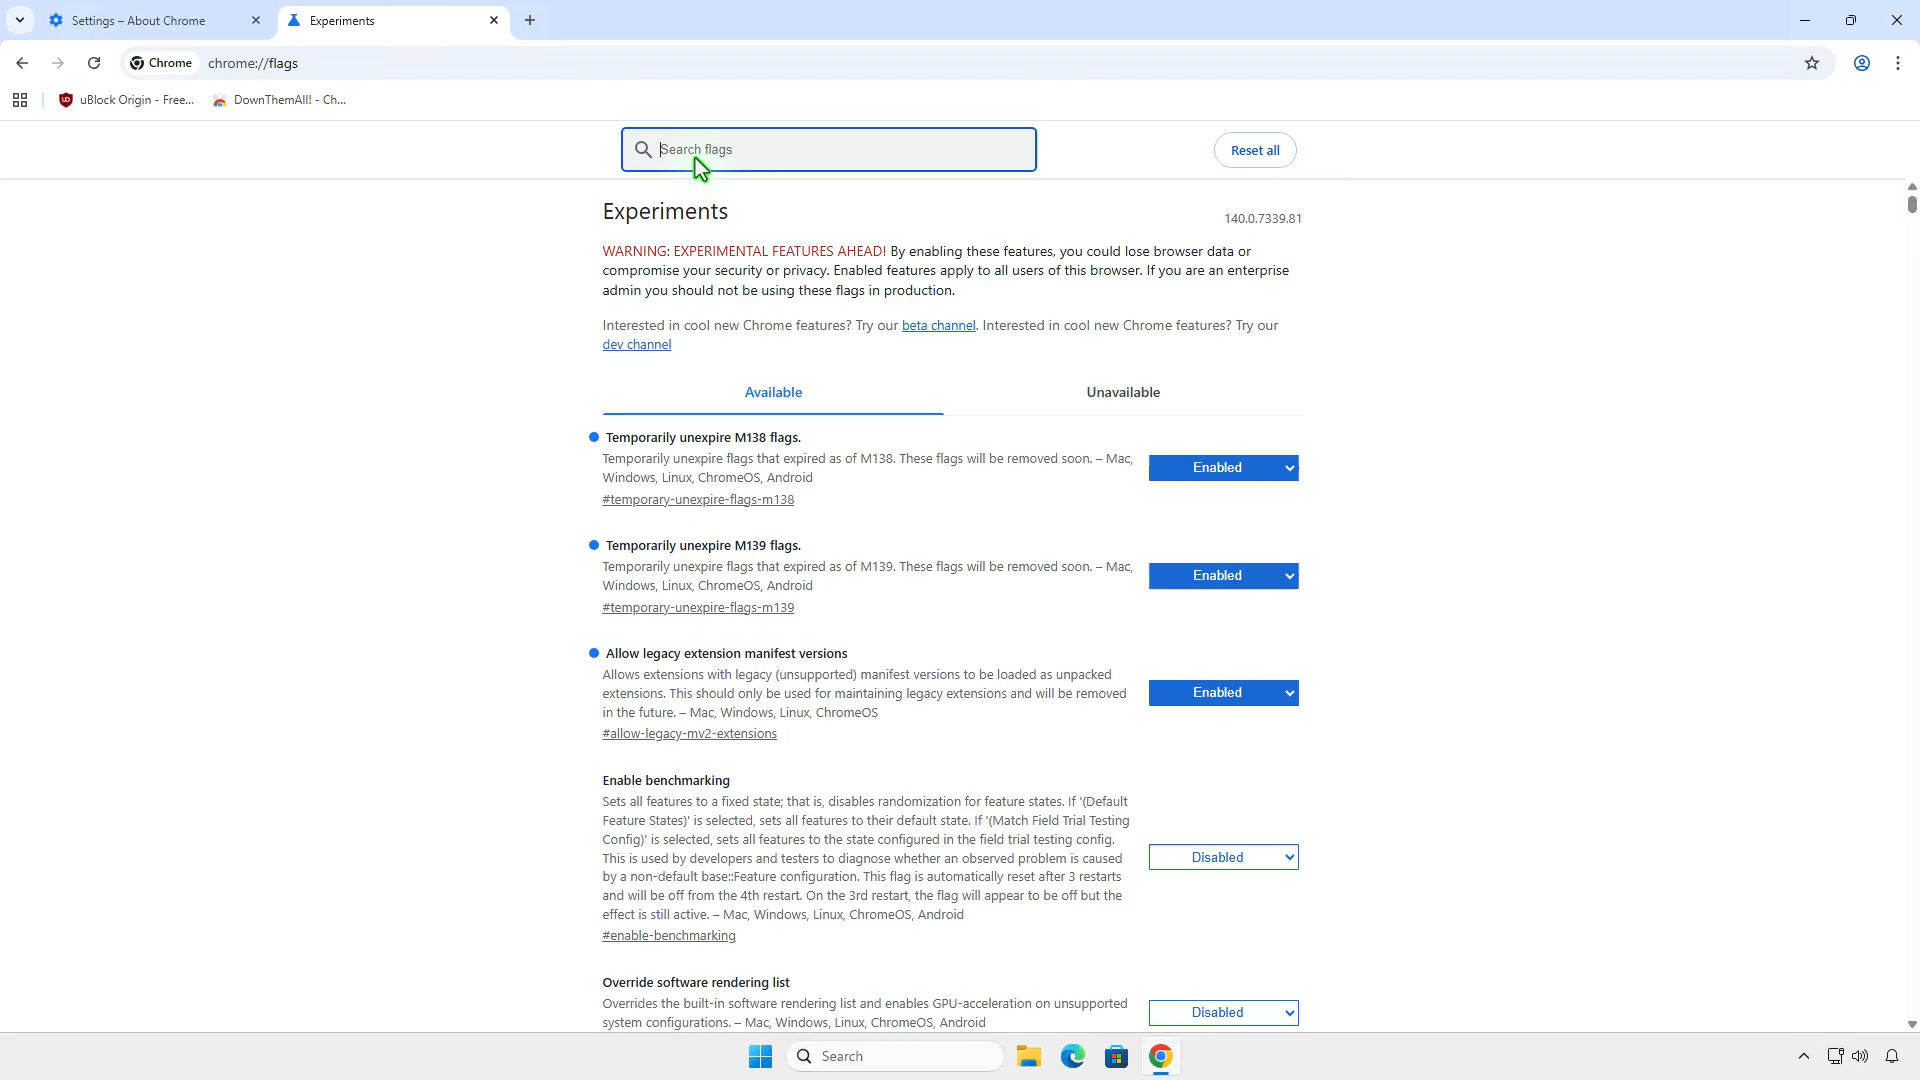 Settings – About Chrome
Experiments
Chrome
chrome://flags
uBlock Origin - Free...
DownThemAll! - Ch...
Search flags
Reset all
Experiments
140.0.7339.81
WARNING: EXPERIMENTAL FEATURES AHEAD! By enabling these features, you could lose browser data or
compromise your security or privacy. Enabled features apply to all users of this browser. If you are an enterprise
admin you should not be using these flags in production.
Interested in cool new Chrome features? Try our beta channel. Interested in cool new Chrome features? Try our
dev channel
Available
Unavailable
Temporarily unexpire M138 flags.
Temporarily unexpire flags that expired as of M138. These flags will be removed soon. – Mac,
Windows, Linux, ChromeOS, Android
#temporary-unexpire-flags-m138
Enabled
Temporarily unexpire M139 flags.
Temporarily unexpire flags that expired as of M139. These flags will be removed soon. – Mac,
Windows, Linux, ChromeOS, Android
#temporary-unexpire-flags-m139
Enabled
Allow legacy extension manifest versions
Allows extensions with legacy (unsupported) manifest versions to be loaded as unpacked
extensions. This should only be used for maintaining legacy extensions and will be removed
in the future. – Mac, Windows, Linux, ChromeOS
#allow-legacy-mv2-extensions
Enabled
Enable benchmarking
Sets all features to a fixed state; that is, disables randomization for feature states. If '(Default
Feature States)' is selected, sets all features to their default state. If '(Match Field Trial Testing
Config)' is selected, sets all features to the state configured in the field trial testing config.
This is used by developers and testers to diagnose whether an observed problem is caused
by a non-default base::Feature configuration. This flag is automatically reset after 3 restarts
and will be off from the 4th restart. On the 3rd restart, the flag will appear to be off but the
effect is still active. – Mac, Windows, Linux, ChromeOS, Android
#enable-benchmarking
Disabled
Override software rendering list
Overrides the built-in software rendering list and enables GPU-acceleration on unsupported
system configurations. – Mac, Windows, Linux, ChromeOS, Android
Disabled
Search